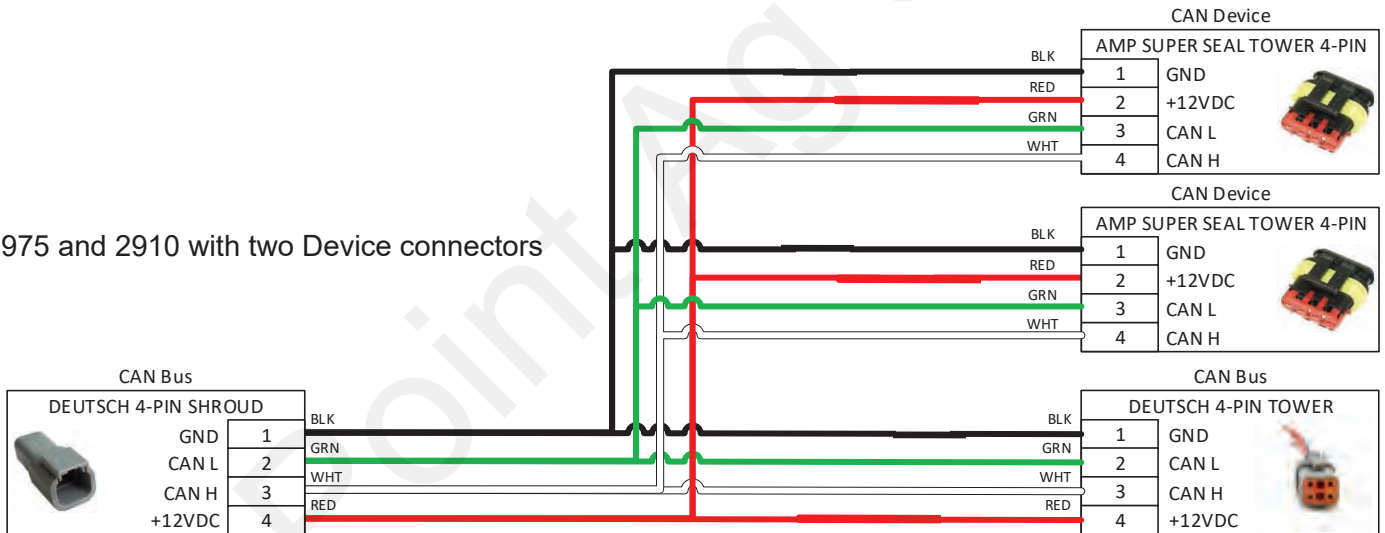 CAN Device
AMP SUPER SEAL TOWER 4-PIN
BLK 1 GND
RED 2 +12VDC
GRN 3 CAN L
WHT 4 CAN H
CAN Device
AMP SUPER SEAL TOWER 4-PIN
975 and 2910 with two Device connectors
BLK 1 GND
RED 2 +12VDC
GRN 3 CAN L
WHT 4 CAN H
CAN Bus
DEUTSCH 4-PIN SHROUD
GND 1 BLK
CAN L 2 GRN
CAN H 3 WHT
+12VDC 4 RED
CAN Bus
DEUTSCH 4-PIN TOWER
BLK 1 GND
GRN 2 CAN L
WHT 3 CAN H
RED 4 +12VDC
Point Ag